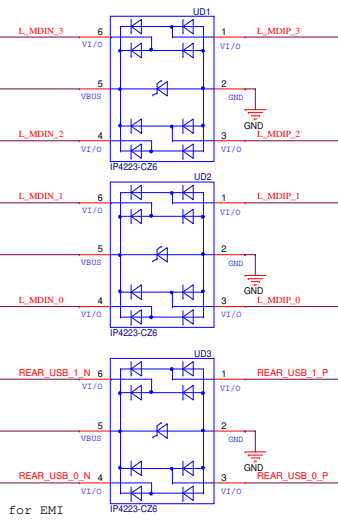 UD1
L_MDIN_3 6 1 L_MDIP_3
VI/O VI/O
5 2
VBUS GND
GND
L_MDIN_2 4 3 L_MDIP_2
VI/O VI/O
IP4223-CZ6
UD2
L_MDIN_1 6 1 L_MDIP_1
VI/O VI/O
5 2
VBUS GND
GND
L_MDIN_0 4 3 L_MDIP_0
VI/O VI/O
IP4223-CZ6
UD3
REAR_USB_1_N 6 1 REAR_USB_1_P
VI/O VI/O
5 2
VBUS GND
GND
REAR_USB_0_N 4 3 REAR_USB_0_P
VI/O VI/O
IP4223-CZ6
for EMI